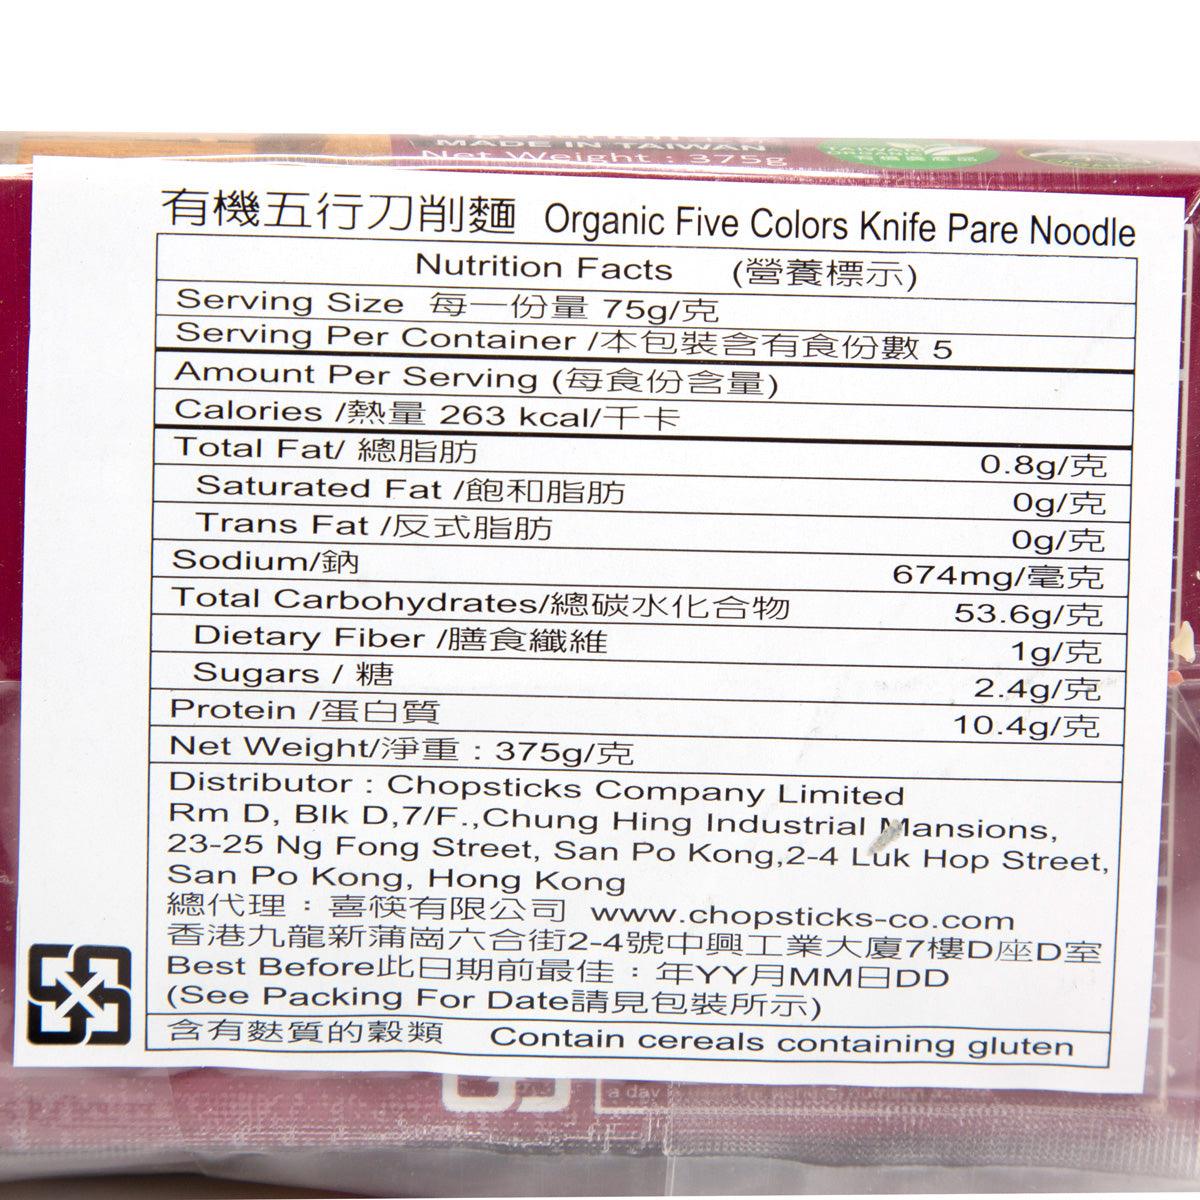 MADE IN TAIWAN
Net Weight : 375g
有機五行刀削麵 Organic Five Colors Knife Pare Noodle
Nutrition Facts (營養標示)
Serving Size 每一份量 75g/克
Serving Per Container /本包裝含有食份數 5
Amount Per Serving (每食份含量)
Calories /熱量 263 kcal/千卡
Total Fat/ 總脂肪 0.8g/克
Saturated Fat /飽和脂肪 0g/克
Trans Fat /反式脂肪 0g/克
Sodium/鈉 674mg/毫克
Total Carbohydrates/總碳水化合物 53.6g/克
Dietary Fiber /膳食纖維 1g/克
Sugars / 糖 2.4g/克
Protein /蛋白質 10.4g/克
Net Weight/淨重 : 375g/克
Distributor : Chopsticks Company Limited
Rm D, Blk D,7/F.,Chung Hing Industrial Mansions,
23-25 Ng Fong Street, San Po Kong,2-4 Luk Hop Street,
San Po Kong, Hong Kong
總代理：喜筷有限公司 www.chopsticks-co.com
香港九龍新蒲崗六合街2-4號中興工業大廈7樓D座D室
Best Before此日期前最佳：年YY月MM日DD
(See Packing For Date請見包裝所示)
含有麩質的穀類 Contain cereals containing gluten
a day